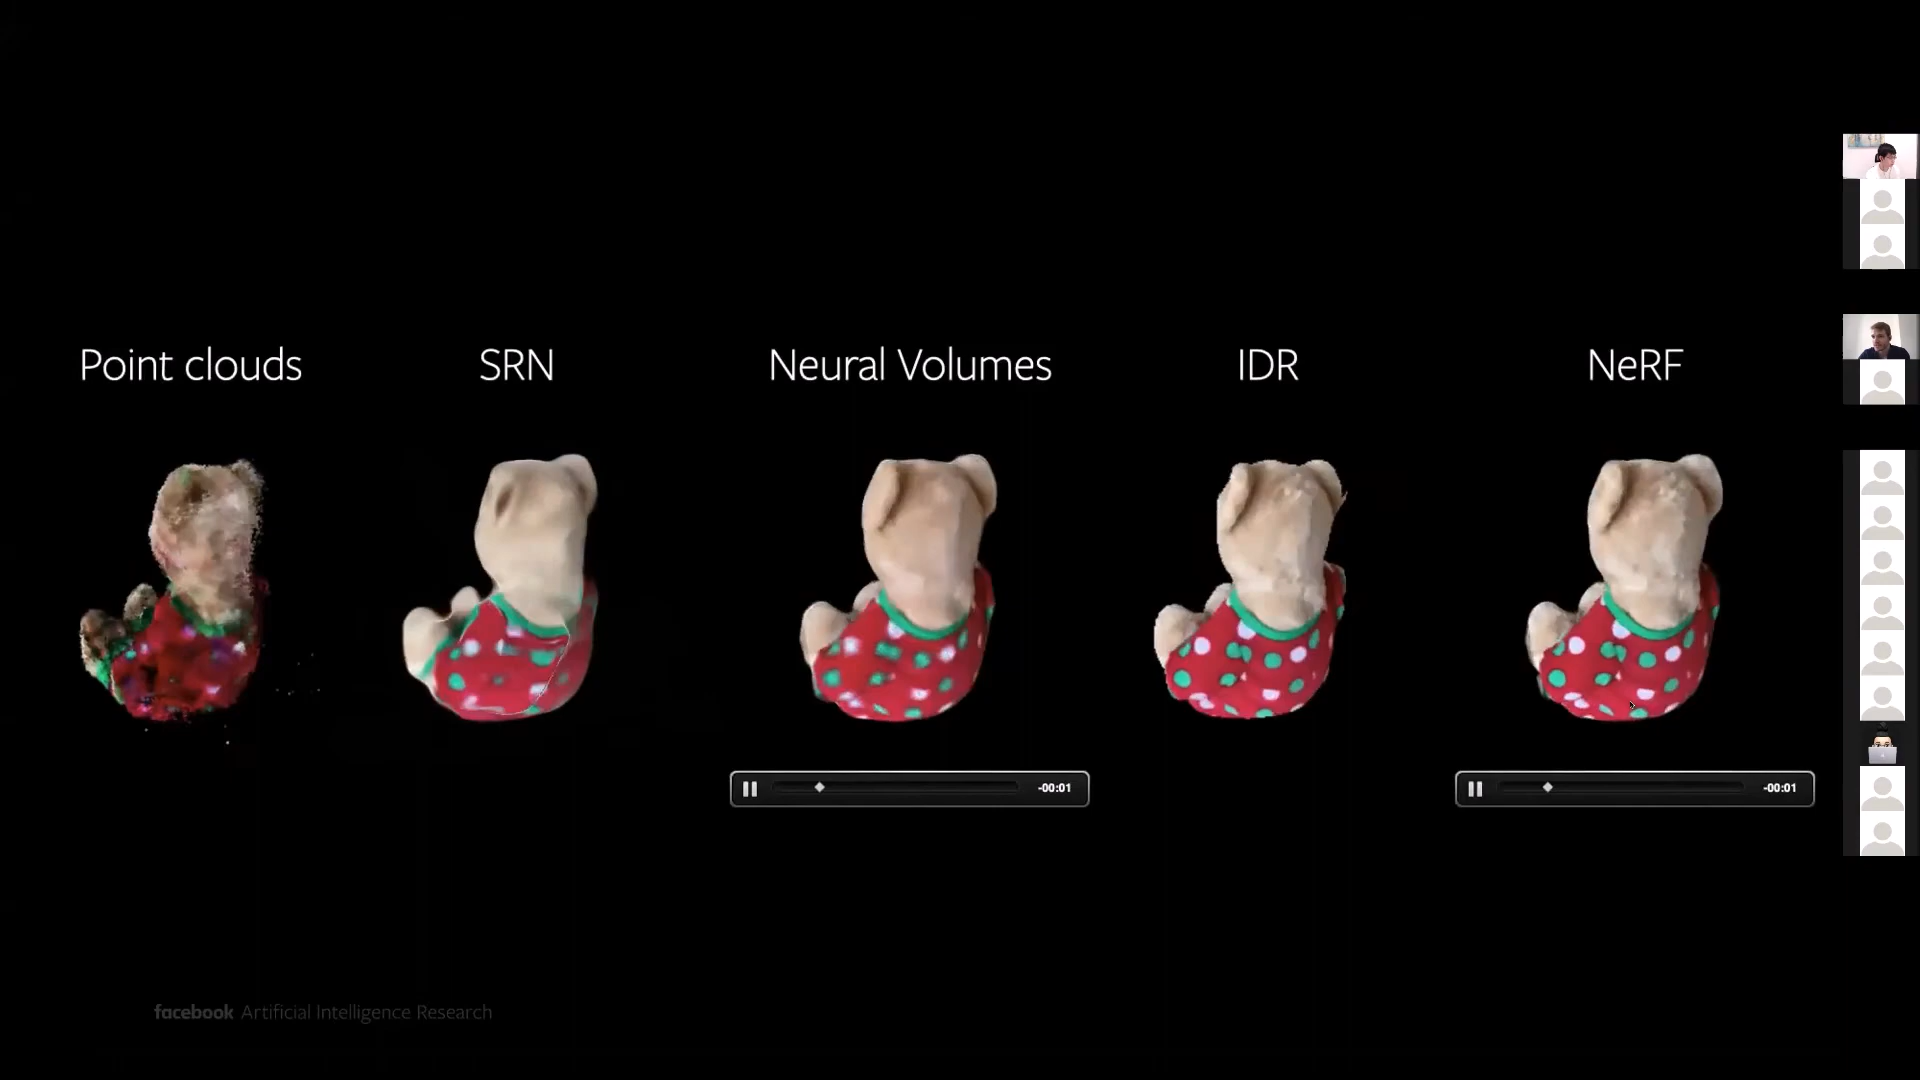 Point clouds
SRN
Neural Volumes
IDR
NeRF
-00:01
-00:01
facebook Artificial Intelligence Research